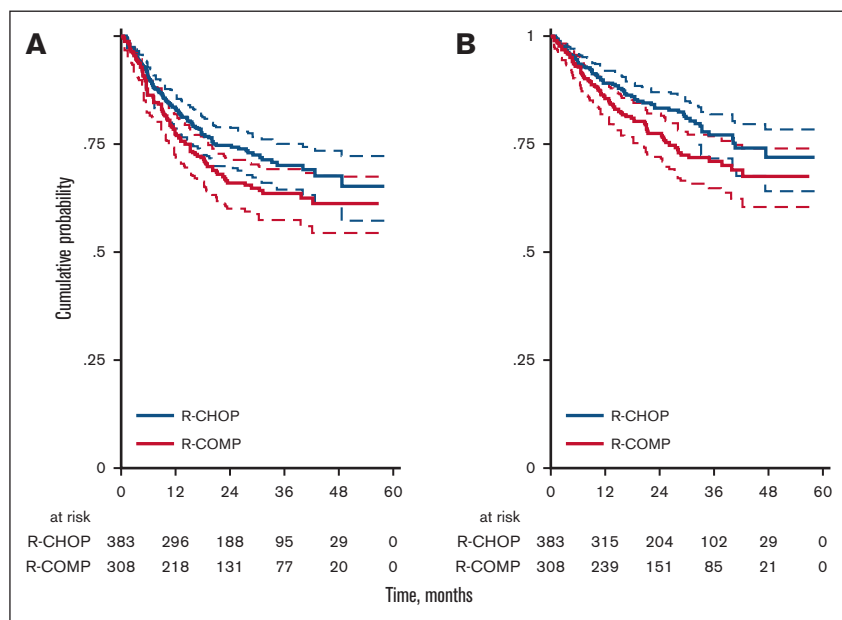 A
Cumulative probability
.75
.5
.25
0
R-CHOP
R-COMP
0 12 24 36 48 60
at risk
R-CHOP 383 296 188 95 29 0
R-COMP 308 218 131 77 20 0
B
1
.75
.5
.25
0
R-CHOP
R-COMP
0 12 24 36 48 60
at risk
R-CHOP 383 315 204 102 29 0
R-COMP 308 239 151 85 21 0
Time, months